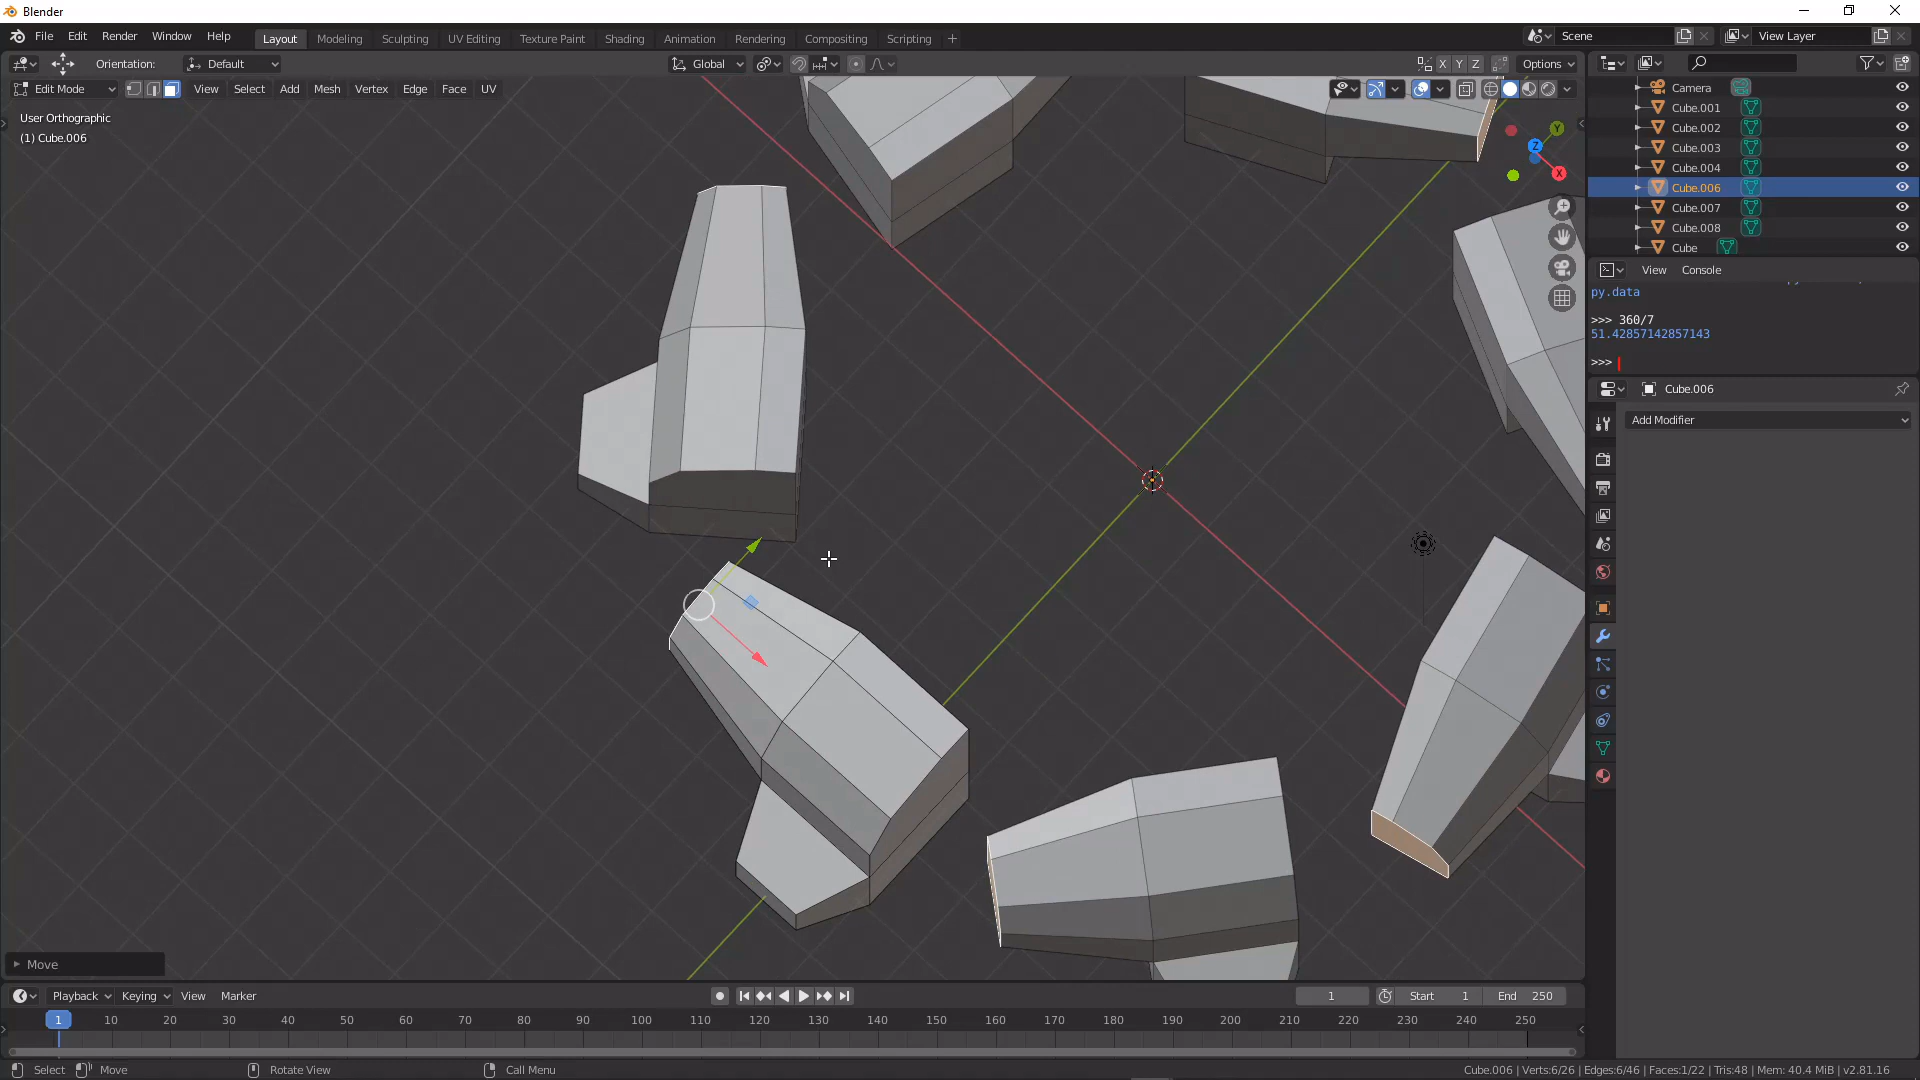 Blender
File Edit Render Window Help
Layout Modeling Sculpting UV Editing Texture Paint Shading Animation Rendering Compositing Scripting +
Scene View Layer
Orientation: Default Global X Y Z Options
Edit Mode View Select Add Mesh Vertex Edge Face UV
User Orthographic
(1) Cube.006
Y
Z
X
Camera
Cube.001
Cube.002
Cube.003
Cube.004
Cube.006
Cube.007
Cube.008
Cube
View Console
py.data
>>> 360/7
51.42857142857143
>>>
Cube.006
Add Modifier
Move
Playback Keying View Marker 1 Start 1 End 250
1 10 20 30 40 50 60 70 80 90 100 110 120 130 140 150 160 170 180 190 200 210 220 230 240 250
Select Move Rotate View Call Menu Cube.006 | Verts:6/26 | Edges:6/46 | Faces:1/22 | Tris:48 | Mem: 40.4 MiB | v2.81.16